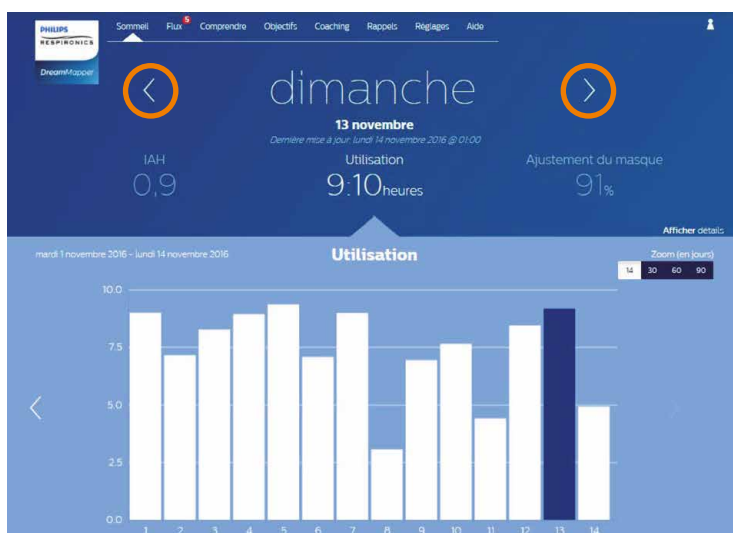 PHILIPS
RESPIRONICS
DreamMapper
Sommeil Flux 5 Comprendre Objectifs Coaching Rappels Réglages Aide
dimanche
13 novembre
Dernière mise à jour: lundi 14 novembre 2016 @ 01:00
IAH Utilisation Ajustement du masque
0,9 9:10 heures 91%
Afficher détails
mardi 1 novembre 2016 - lundi 14 novembre 2016 Utilisation Zoom (en jours)
14 30 60 90
10.0
7.5
5.0
2.5
0.0
1 2 3 4 5 6 7 8 9 10 11 12 13 14